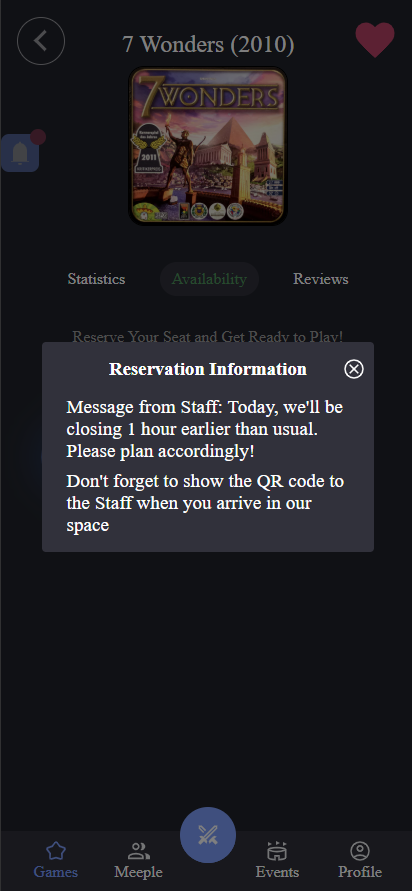 7 Wonders (2010)
7 WONDERS
2011
Statistics
Availability
Reviews
Reserve Your Seat and Get Ready to Play!
Reservation Information
Message from Staff: Today, we'll be
closing 1 hour earlier than usual.
Please plan accordingly!
Don't forget to show the QR code to
the Staff when you arrive in our
space
Games
Meeple
Events
Profile